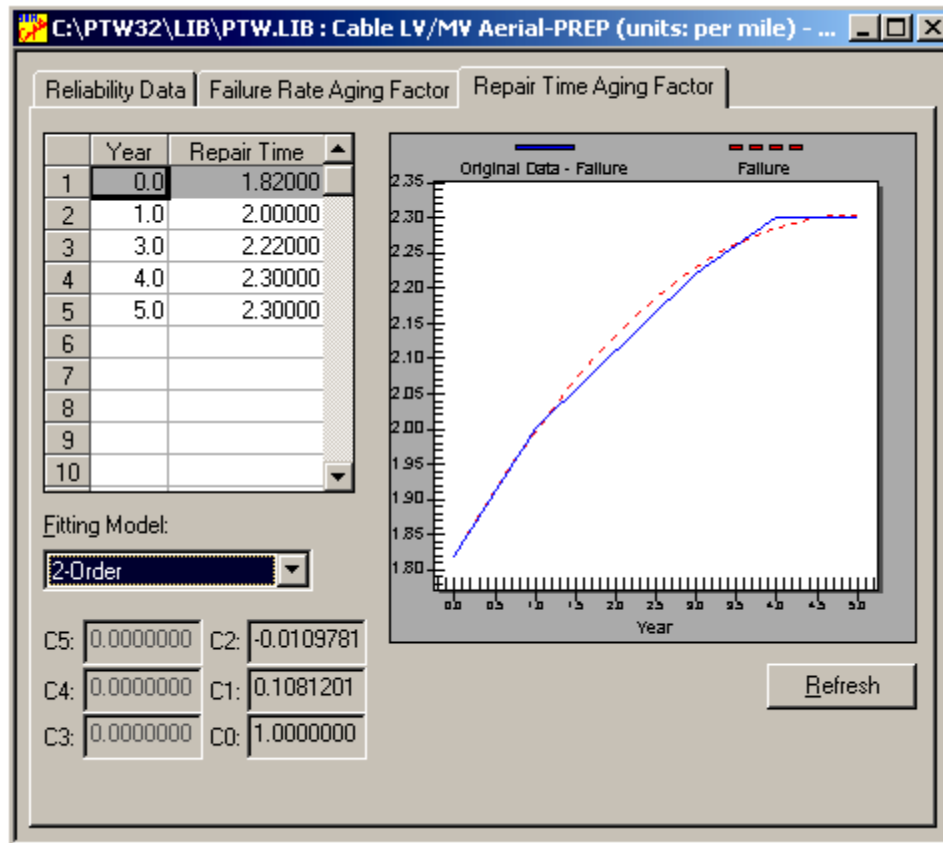 C:\PTW32\LIB\PTW.LIB : Cable LV/MV Aerial-PREP (units: per mile) - ...
Reliability Data Failure Rate Aging Factor Repair Time Aging Factor
Year Repair Time
1 0.0 1.82000
2 1.0 2.00000
3 3.0 2.22000
4 4.0 2.30000
5 5.0 2.30000
6
7
8
9
10
Original Data - Failure Failure
2.35
2.30
2.25
2.20
2.15
2.10
2.05
2.00
1.95
1.90
1.85
1.80
0.0 0.5 1.0 1.5 2.0 2.5 3.0 3.5 4.0 4.5 5.0
Year
Fitting Model:
2-Order
C5: 0.0000000 C2: -0.0109781
C4: 0.0000000 C1: 0.1081201
C3: 0.0000000 C0: 1.0000000
Refresh